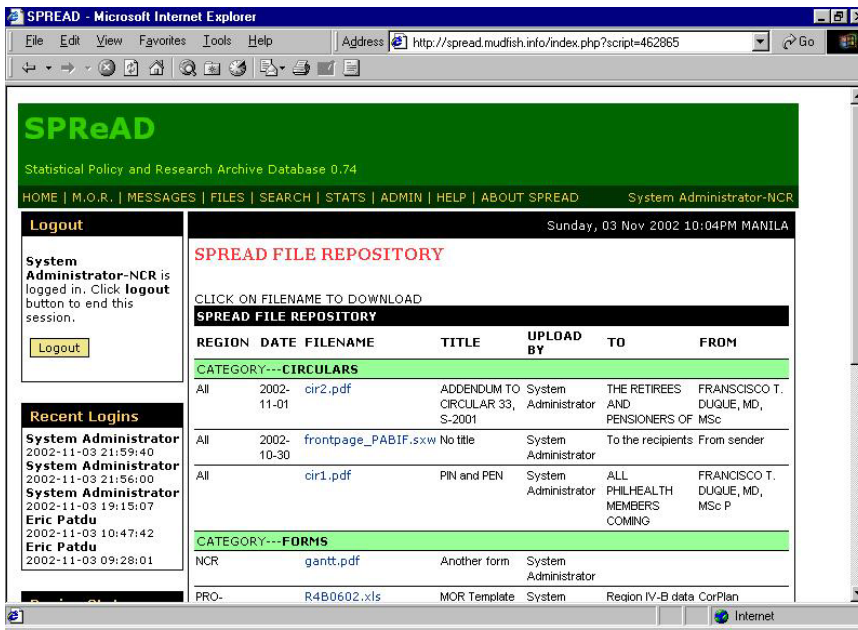 SPREAD - Microsoft Internet Explorer
File Edit View Favorites Tools Help Address http://spread.mudfish.info/index.php?script=462865 Go
SPReAD
Statistical Policy and Research Archive Database 0.74
HOME | M.O.R. | MESSAGES | FILES | SEARCH | STATS | ADMIN | HELP | ABOUT SPREAD System Administrator-NCR
Logout
System
Administrator-NCR is
logged in. Click logout
button to end this
session.
Logout
Recent Logins
System Administrator
2002-11-03 21:59:40
System Administrator
2002-11-03 21:56:00
System Administrator
2002-11-03 19:15:07
Eric Patdu
2002-11-03 10:47:42
Eric Patdu
2002-11-03 09:28:01
Sunday, 03 Nov 2002 10:04PM MANILA
SPREAD FILE REPOSITORY
CLICK ON FILENAME TO DOWNLOAD
SPREAD FILE REPOSITORY
REGION DATE FILENAME TITLE UPLOAD BY TO FROM
CATEGORY---CIRCULARS
All 2002- cir2.pdf ADDENDUM TO System THE RETIREES FRANSCISCO T.
11-01 CIRCULAR 33, Administrator AND DUQUE, MD,
S-2001 PENSIONERS OF MSc
All 2002- frontpage_PABIF.sxw No title System To the recipients From sender
10-30 Administrator
All cir1.pdf PIN and PEN System ALL FRANCISCO T.
Administrator PHILHEALTH DUQUE, MD,
MEMBERS MSc P
COMING
CATEGORY---FORMS
NCR gantt.pdf Another form System
Administrator
PRO- R4B0602.xls MOR Template System Region IV-B data CorPlan
Internet